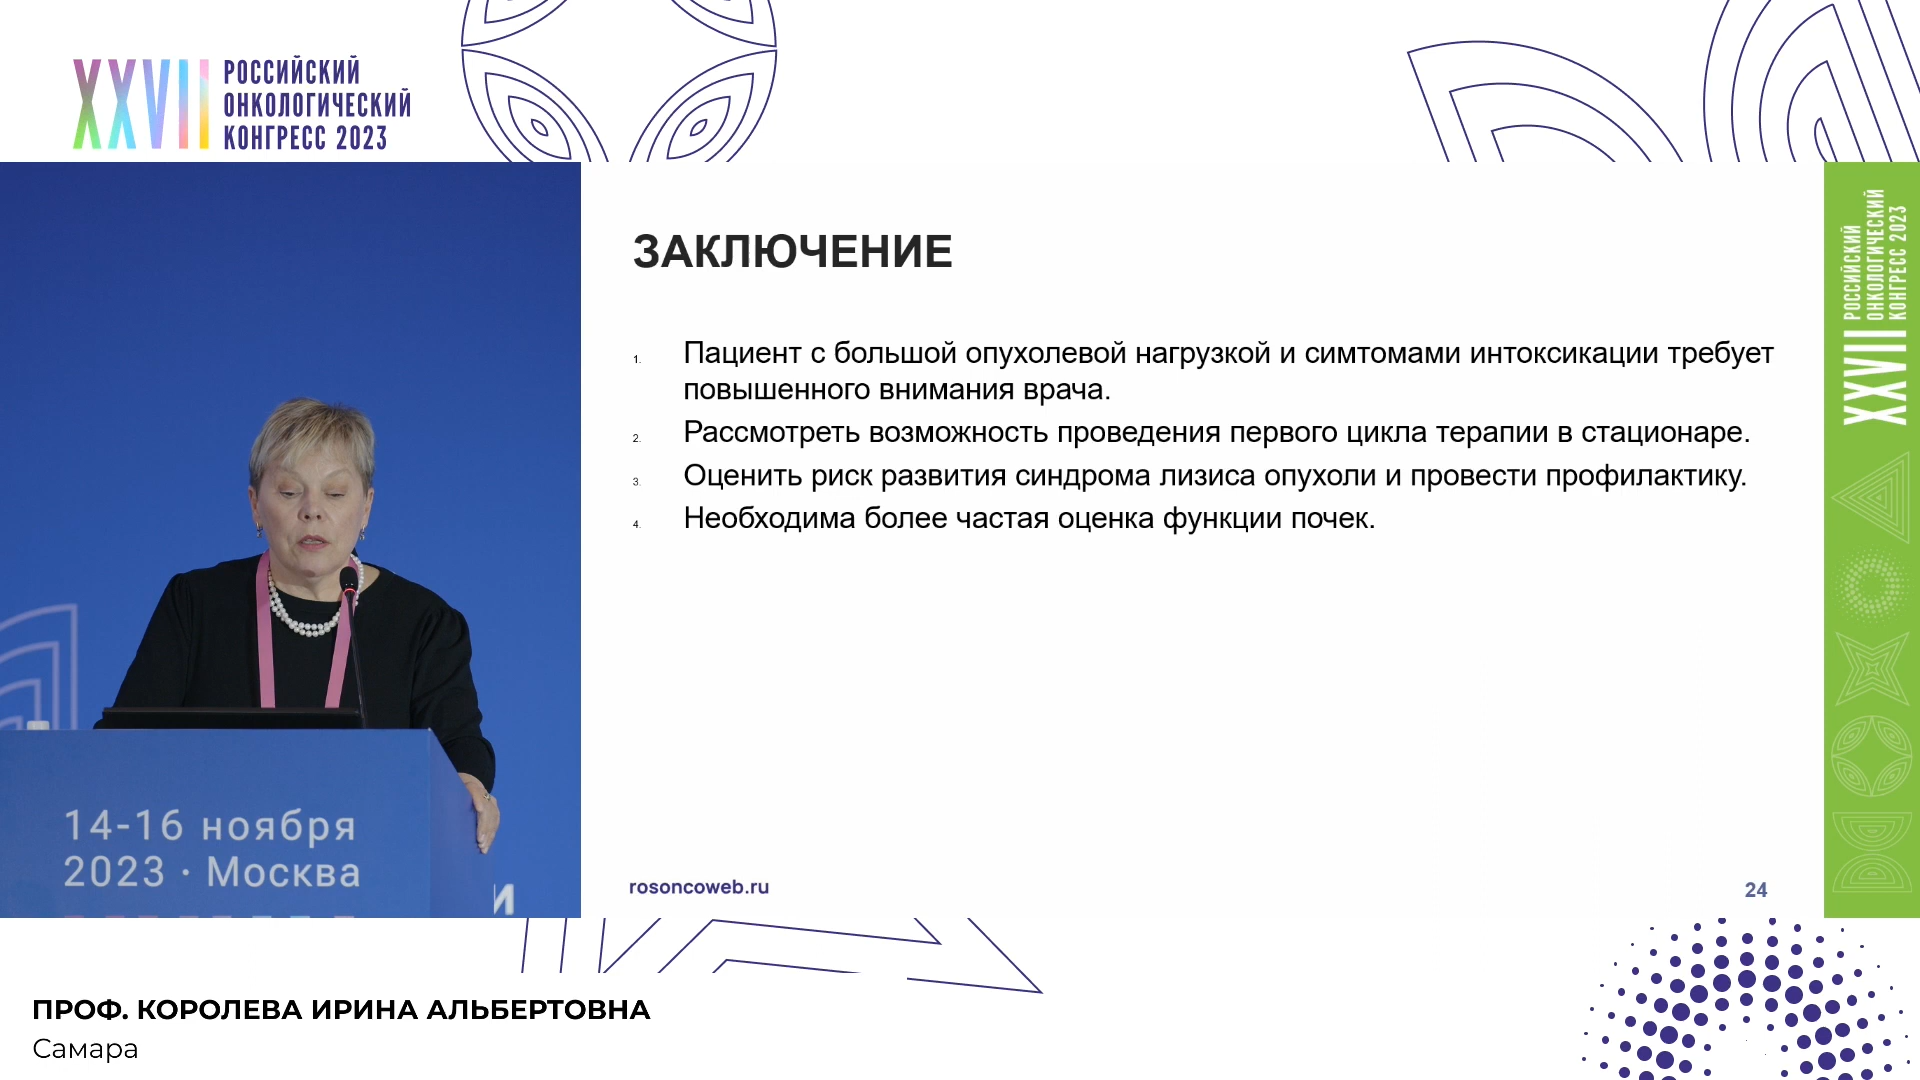 XXVII
РОССИЙСКИЙ
ОНКОЛОГИЧЕСКИЙ
КОНГРЕСС 2023
ЗАКЛЮЧЕНИЕ
1. Пациент с большой опухолевой нагрузкой и симтомами интоксикации требует
повышенного внимания врача.
2. Рассмотреть возможность проведения первого цикла терапии в стационаре.
3. Оценить риск развития синдрома лизиса опухоли и провести профилактику.
4. Необходима более частая оценка функции почек.
rosoncoweb.ru
24
XXVII
РОССИЙСКИЙ
ОНКОЛОГИЧЕСКИЙ
КОНГРЕСС 2023
14-16 ноября
2023 · Москва
ПРОФ. КОРОЛЕВА ИРИНА АЛЬБЕРТОВНА
Самара